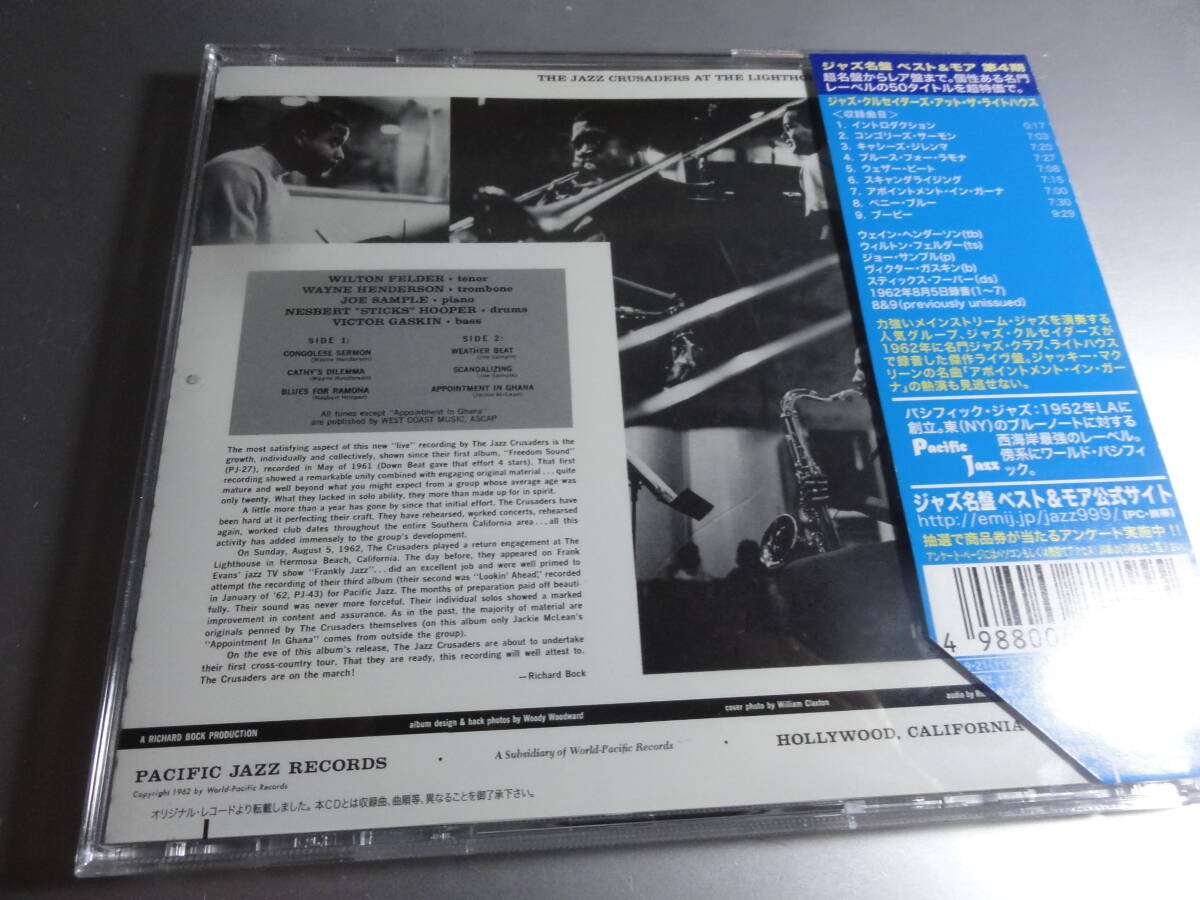 THE JAZZ CRUSADERS AT THE
WILTON FELDER · tenor
WAYNE HENDERSON · trombone
JOE SAMPLE · piano
NESBERT "STICKS" HOOPER · drums
VICTOR GASKIN · bass
SIDE 1:
CONGOLESE SERMON
(Wayne Henderson)
CATHY'S DILEMMA
(Wayne Henderson)
BLUES FOR RAMONA
(Nesbert Hooper)
SIDE 2:
WEATHER BEAT
(Joe Sample)
SCANDALIZING
(Joe Sample)
APPOINTMENT IN GHANA
(Jackie McLean)
All tunes except "Appointment In Ghana"
are published by WEST COAST MUSIC, ASCAP
The most satisfying aspect of this new "live" recording by The Jazz Crusaders is the
growth, individually and collectively, shown since their first album, "Freedom Sound"
(PJ-27), recorded in May of 1961 (Down Beat gave that effort 4 stars). That first
recording showed a remarkable unity combined with engaging original material...quite
mature and well beyond what you might expect from a group whose average age was
only twenty. What they lacked in solo ability, they more than made up for in spirit.
A little more than a year has gone by since that initial effort. The Crusaders have
been hard at it perfecting their craft. They have rehearsed, worked concerts, rehearsed
again, worked club dates throughout the entire Southern California area...all this
activity has added immensely to the group's development.
On Sunday, August 5, 1962, The Crusaders played a return engagement at The
Lighthouse in Hermosa Beach, California. The day before, they appeared on Frank
Evans' jazz TV show "Frankly Jazz"...did an excellent job and were well primed to
attempt the recording of their third album (their second was "Lookin' Ahead," recorded
in January of '62, PJ-43) for Pacific Jazz. The months of preparation paid off beauti-
fully. Their sound was never more forceful. Their individual solos showed a marked
improvement in content and assurance. As in the past, the majority of material are
originals penned by The Crusaders themselves (on this album only Jackie McLean's
"Appointment In Ghana" comes from outside the group).
On the eve of this album's release, The Jazz Crusaders are about to undertake
their first cross-country tour. That they are ready, this recording will well attest to.
The Crusaders are on the march!
—Richard Bock
A RICHARD BOCK PRODUCTION
album design & back photos by Woody Woodward
cover photo by William Claxton
audio by
PACIFIC JAZZ RECORDS
A Subsidiary of World-Pacific Records
HOLLYWOOD, CALIFORNIA
Copyright 1962 by World-Pacific Records
オリジナル・レコードより転載しました。本CDとは収録曲、曲順等、異なることを御了承下さい。
ジャズ名盤 ベスト&モア 第4期
超名盤からレア盤まで。個性ある名門
レーベルの50タイトルを超特価で。
ジャズ・クルセイダーズ・アット・ザ・ライトハウス
<収録曲目>
1. イントロダクション 0:17
2. コンゴリーズ・サーモン 7:03
3. キャシーズ・ジレンマ 7:20
4. ブルース・フォー・ラモナ 7:27
5. ウェザー・ビート 7:08
6. スキャンダライジング 7:15
7. アポイントメント・イン・ガーナ 7:00
8. ペニー・ブルー 7:30
9. ブーピー 9:29
ウェイン・ヘンダーソン(tb)
ウィルトン・フェルダー(ts)
ジョー・サンプル(p)
ヴィクター・ガスキン(b)
スティックス・フーパー(ds)
1962年8月5日録音(1~7)
8&9(previously unissued)
力強いメインストリーム・ジャズを演奏する
人気グループ、ジャズ・クルセイダーズが
1962年に名門ジャズ・クラブ、ライトハウス
で録音した傑作ライヴ盤。ジャッキー・マク
リーンの名曲「アポイントメント・イン・ガー
ナ」の熱演も見逃せない。
パシフィック・ジャズ:1952年LAに
創立。東(NY)のブルーノートに対する
西海岸最強のレーベル。
傍系にワールド・パシフィ
ック。
Pacific
Jazz
ジャズ名盤 ベスト&モア公式サイト
http://emij.jp/jazz999/ [PC・携帯]
抽選で商品券が当たるアンケート実施中!!
4 98800